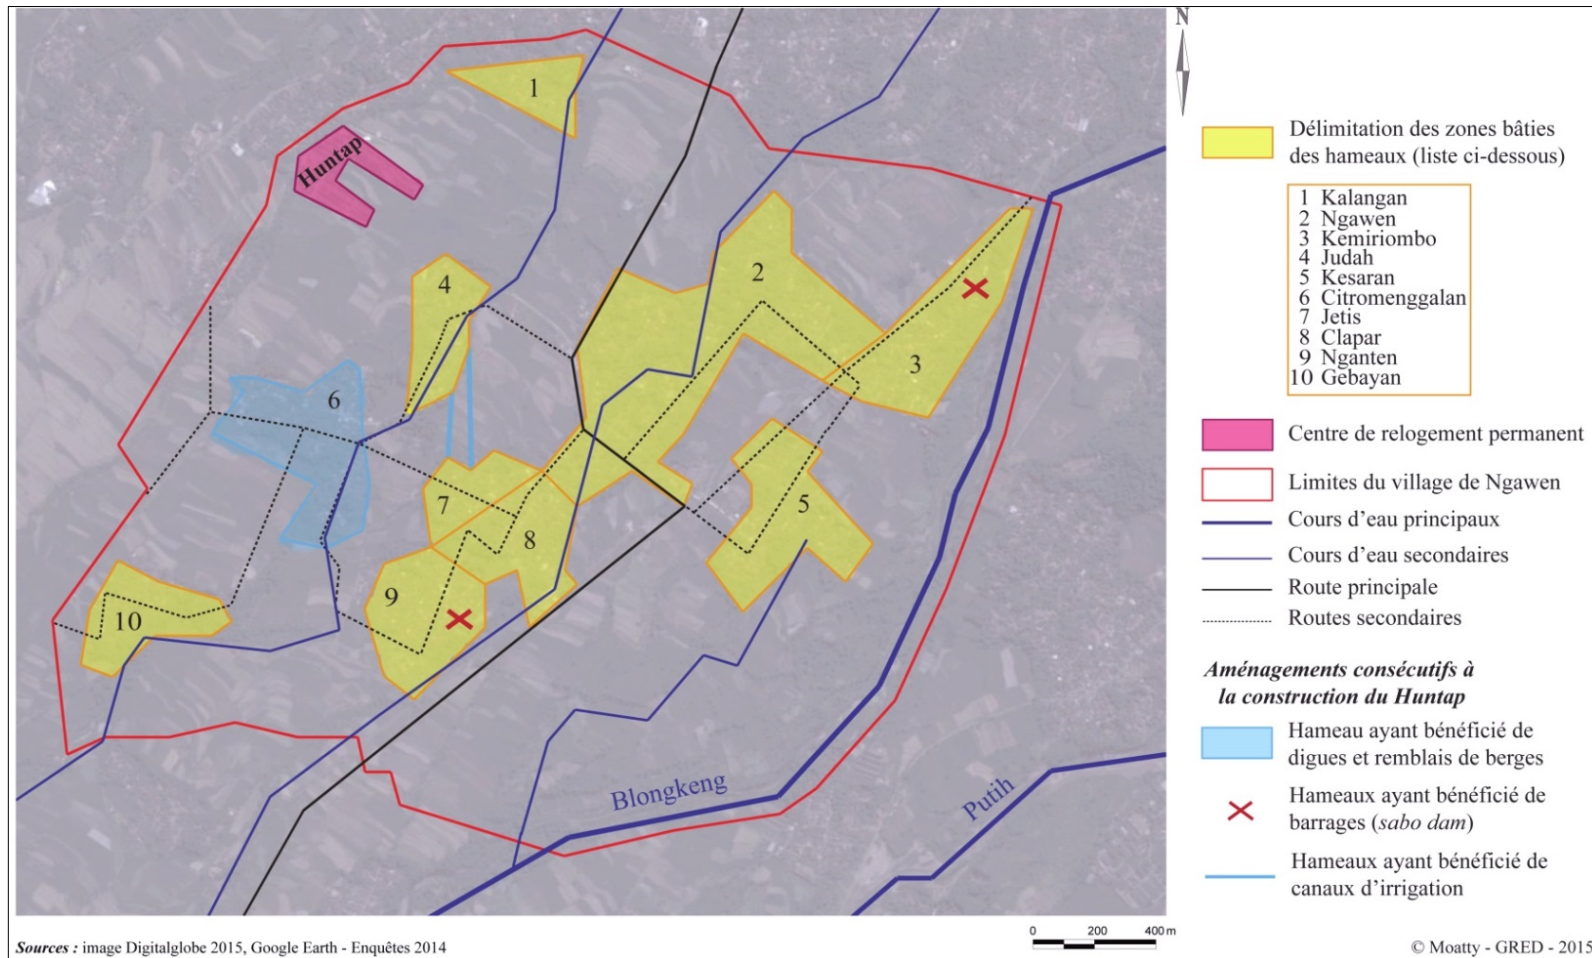 N
1
Huntap
4
2
3
6
5
7
8
9
10
Blongkeng
Putih
Délimitation des zones bâties
des hameaux (liste ci-dessous)
1 Kalangan
2 Ngawen
3 Kemiriombo
4 Judah
5 Kesaran
6 Citromenggalan
7 Jetis
8 Clapar
9 Nganten
10 Gebayan
Centre de relogement permanent
Limites du village de Ngawen
Cours d'eau principaux
Cours d'eau secondaires
Route principale
Routes secondaires
Aménagements consécutifs à
la construction du Huntap
Hameau ayant bénéficié de
digues et remblais de berges
Hameaux ayant bénéficié de
barrages (sabo dam)
Hameaux ayant bénéficié de
canaux d'irrigation
0 200 400 m
Sources : image Digitalglobe 2015, Google Earth - Enquêtes 2014
© Moatty - GRED - 2015